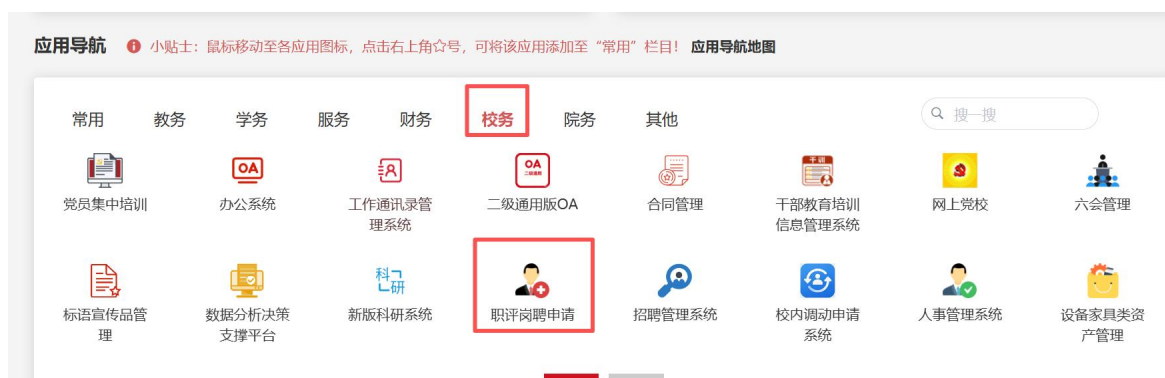 应用导航 小贴士：鼠标移动至各应用图标，点击右上角☆号，可将该应用添加至“常用”栏目！ 应用导航地图
常用 教务 学务 服务 财务 校务 院务 其他 搜一搜
OA OA
二级通用
干训
党员集中培训 办公系统 工作通讯录管 二级通用版OA 合同管理 干部教育培训 网上党校 六会管理
理系统 信息管理系统
科
研
标语宣传品管 数据分析决策 新版科研系统 职评岗聘申请 招聘管理系统 校内调动申请 人事管理系统 设备家具类资
理 支撑平台 系统 产管理